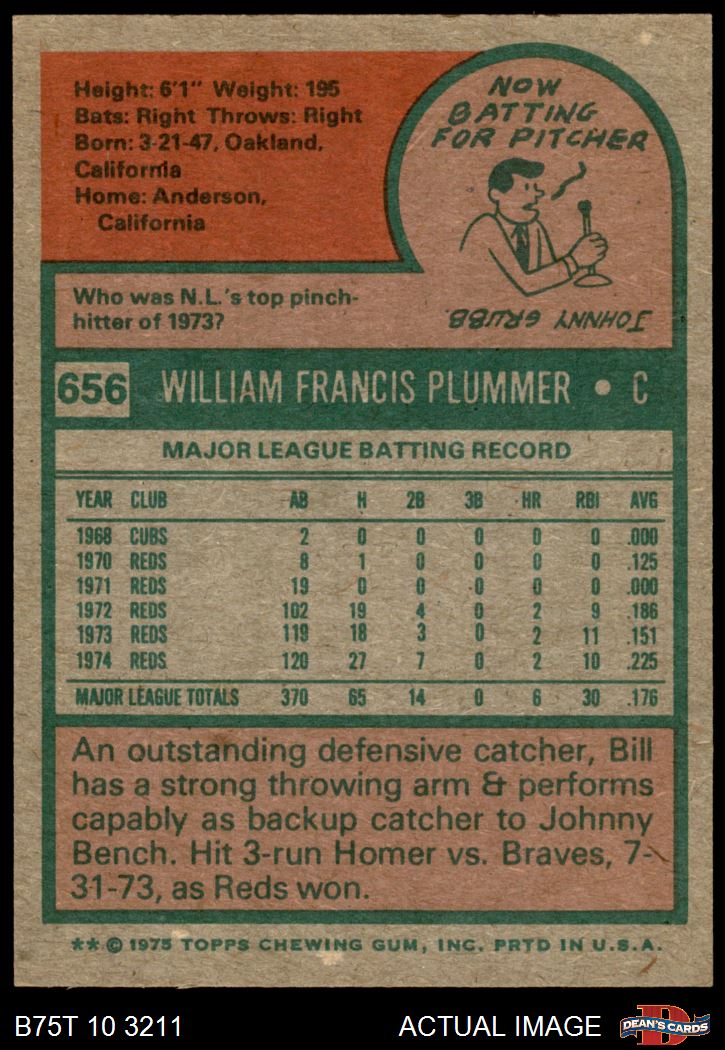 Height: 6'1" Weight: 195
Bats: Right Throws: Right
Born: 3-21-47, Oakland,
California
Home: Anderson,
California
NOW
BATTING
FOR PITCHER
Who was N.L.'s top pinch-
hitter of 1973?
JOHNNY GRUBB.
656 WILLIAM FRANCIS PLUMMER • C
MAJOR LEAGUE BATTING RECORD
YEAR CLUB AB H 2B 3B HR RBI AVG
1968 CUBS 2 0 0 0 0 0 .000
1970 REDS 8 1 0 0 0 0 .125
1971 REDS 19 0 0 0 0 0 .000
1972 REDS 102 19 4 0 2 9 .186
1973 REDS 119 18 3 0 2 11 .151
1974 REDS 120 27 7 0 2 10 .225
MAJOR LEAGUE TOTALS 370 65 14 0 6 30 .176
An outstanding defensive catcher, Bill
has a strong throwing arm & performs
capably as backup catcher to Johnny
Bench. Hit 3-run Homer vs. Braves, 7-
31-73, as Reds won.
** © 1975 TOPPS CHEWING GUM, INC. PRTD IN U.S.A.
B75T 10 3211 ACTUAL IMAGE D DEAN'S CARDS